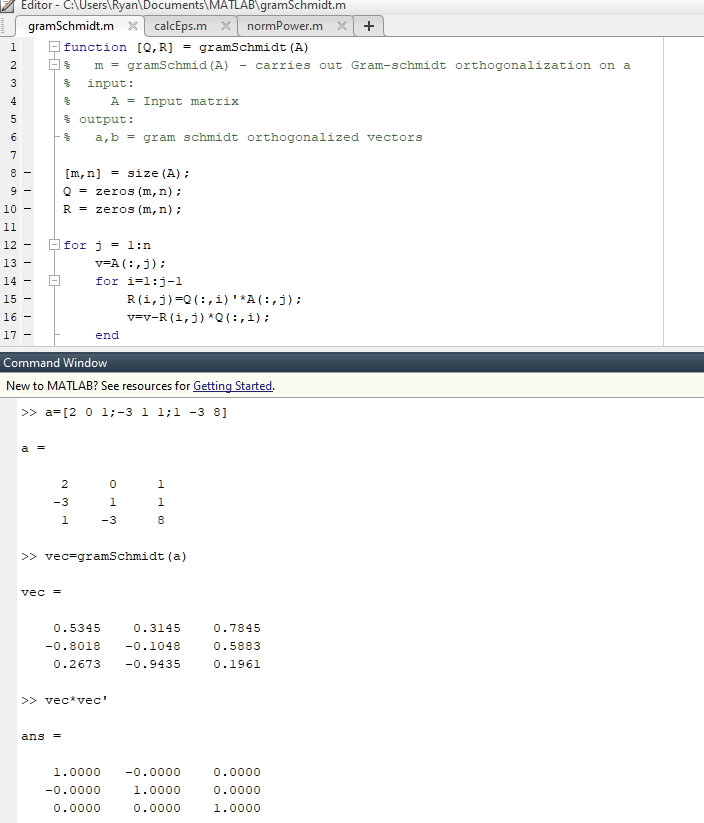 Editor - C:\Users\Ryan\Documents\MATLAB\gramSchmidt.m
gramSchmidt.m × calcEps.m × normPower.m × +
1 function [Q,R] = gramSchmidt(A)
2 % m = gramSchmid(A) - carries out Gram-schmidt orthogonalization on a
3 % input:
4 % A = Input matrix
5 % output:
6 % a,b = gram schmidt orthogonalized vectors
7
8 - [m,n] = size(A);
9 - Q = zeros(m,n);
10 - R = zeros(m,n);
11
12 - for j = 1:n
13 - v=A(:,j);
14 - for i=1:j-1
15 - R(i,j)=Q(:,i)'*A(:,j);
16 - v=v-R(i,j)*Q(:,i);
17 - end
Command Window
New to MATLAB? See resources for Getting Started.
>> a=[2 0 1;-3 1 1;1 -3 8]
a =
2 0 1
-3 1 1
1 -3 8
>> vec=gramSchmidt(a)
vec =
0.5345 0.3145 0.7845
-0.8018 -0.1048 0.5883
0.2673 -0.9435 0.1961
>> vec*vec'
ans =
1.0000 -0.0000 0.0000
-0.0000 1.0000 0.0000
0.0000 0.0000 1.0000